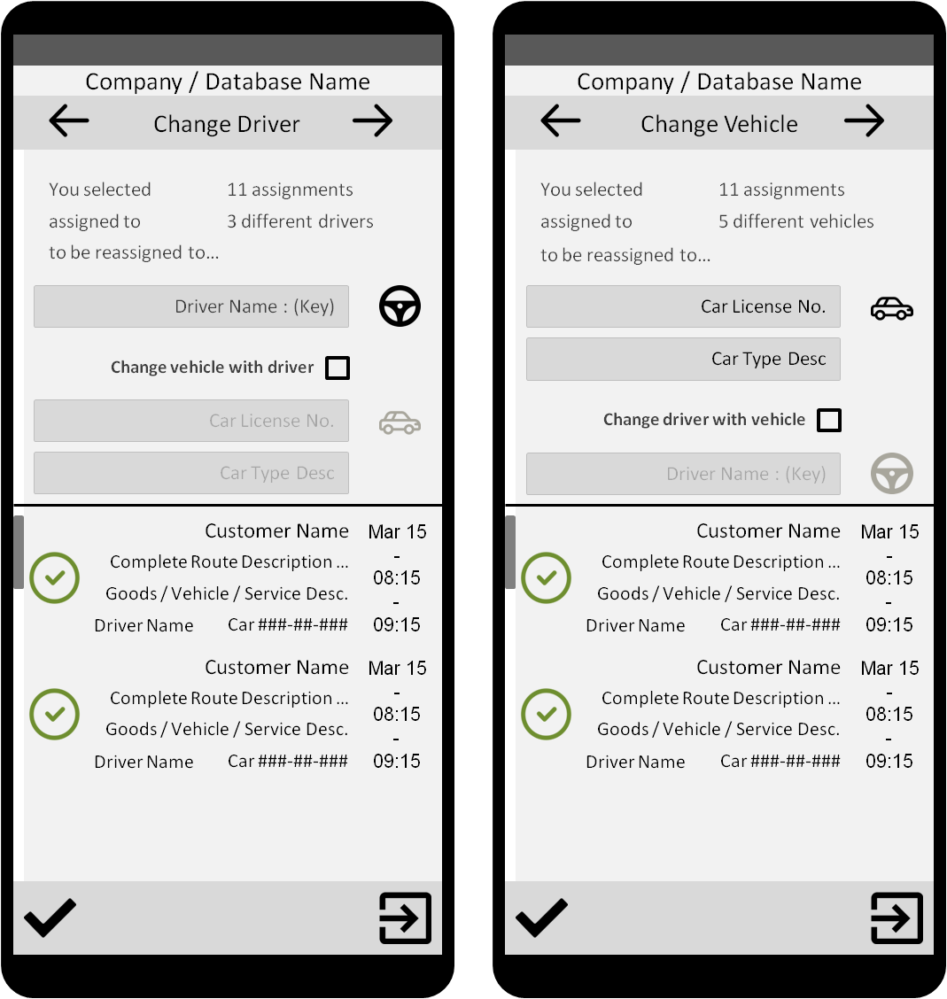 Company / Database Name
Change Driver
You selected 11 assignments
assigned to 3 different drivers
to be reassigned to...
Driver Name : (Key)
Change vehicle with driver
Car License No.
Car Type Desc
Customer Name Mar 15
-
Complete Route Description ...
08:15
Goods / Vehicle / Service Desc.
-
Driver Name Car ###-##-### 09:15
Customer Name Mar 15
-
Complete Route Description ...
08:15
Goods / Vehicle / Service Desc.
-
Driver Name Car ###-##-### 09:15
Company / Database Name
Change Vehicle
You selected 11 assignments
assigned to 5 different vehicles
to be reassigned to...
Car License No.
Car Type Desc
Change driver with vehicle
Driver Name : (Key)
Customer Name Mar 15
-
Complete Route Description ...
08:15
Goods / Vehicle / Service Desc.
-
Driver Name Car ###-##-### 09:15
Customer Name Mar 15
-
Complete Route Description ...
08:15
Goods / Vehicle / Service Desc.
-
Driver Name Car ###-##-### 09:15